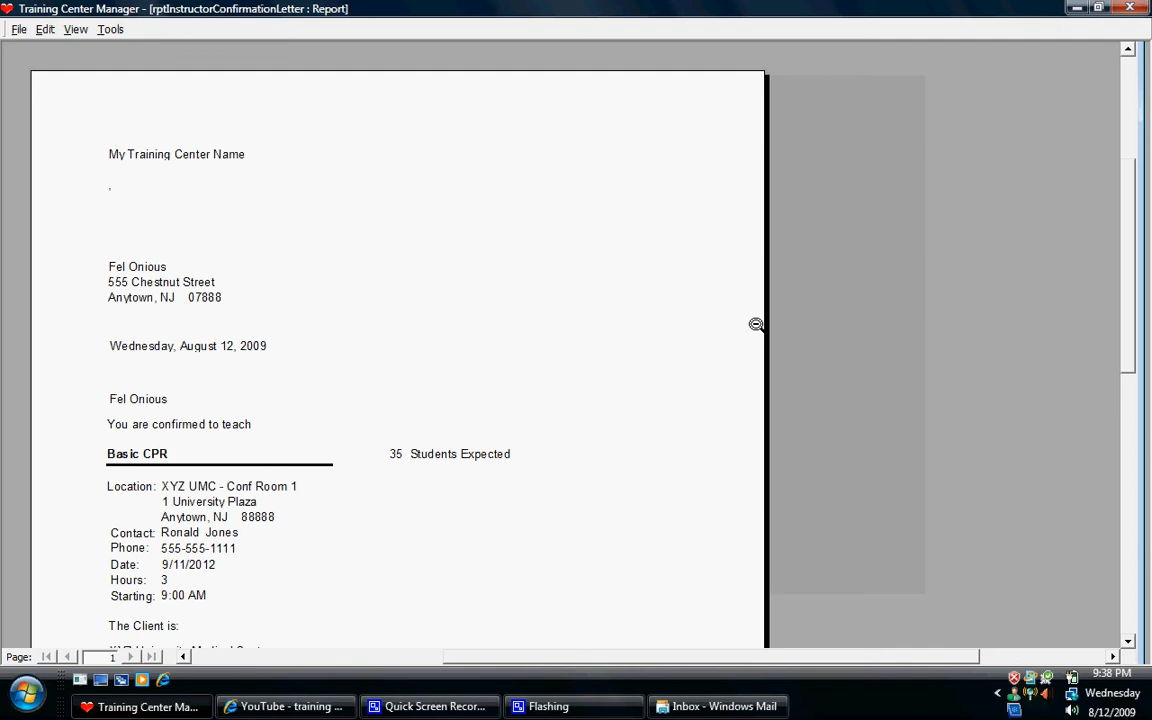 Training Center Manager - [rptInstructorConfirmationLetter : Report]
File Edit View Tools
My Training Center Name
,
Fel Onious
555 Chestnut Street
Anytown, NJ 07888
Wednesday, August 12, 2009
Fel Onious
You are confirmed to teach
Basic CPR 35 Students Expected
Location: XYZ UMC - Conf Room 1
1 University Plaza
Anytown, NJ 88888
Contact: Ronald Jones
Phone: 555-555-1111
Date: 9/11/2012
Hours: 3
Starting: 9:00 AM
The Client is:
Page: 1
9:38 PM
Training Center Ma... YouTube - training ... Quick Screen Recor... Flashing Inbox - Windows Mail Wednesday
8/12/2009